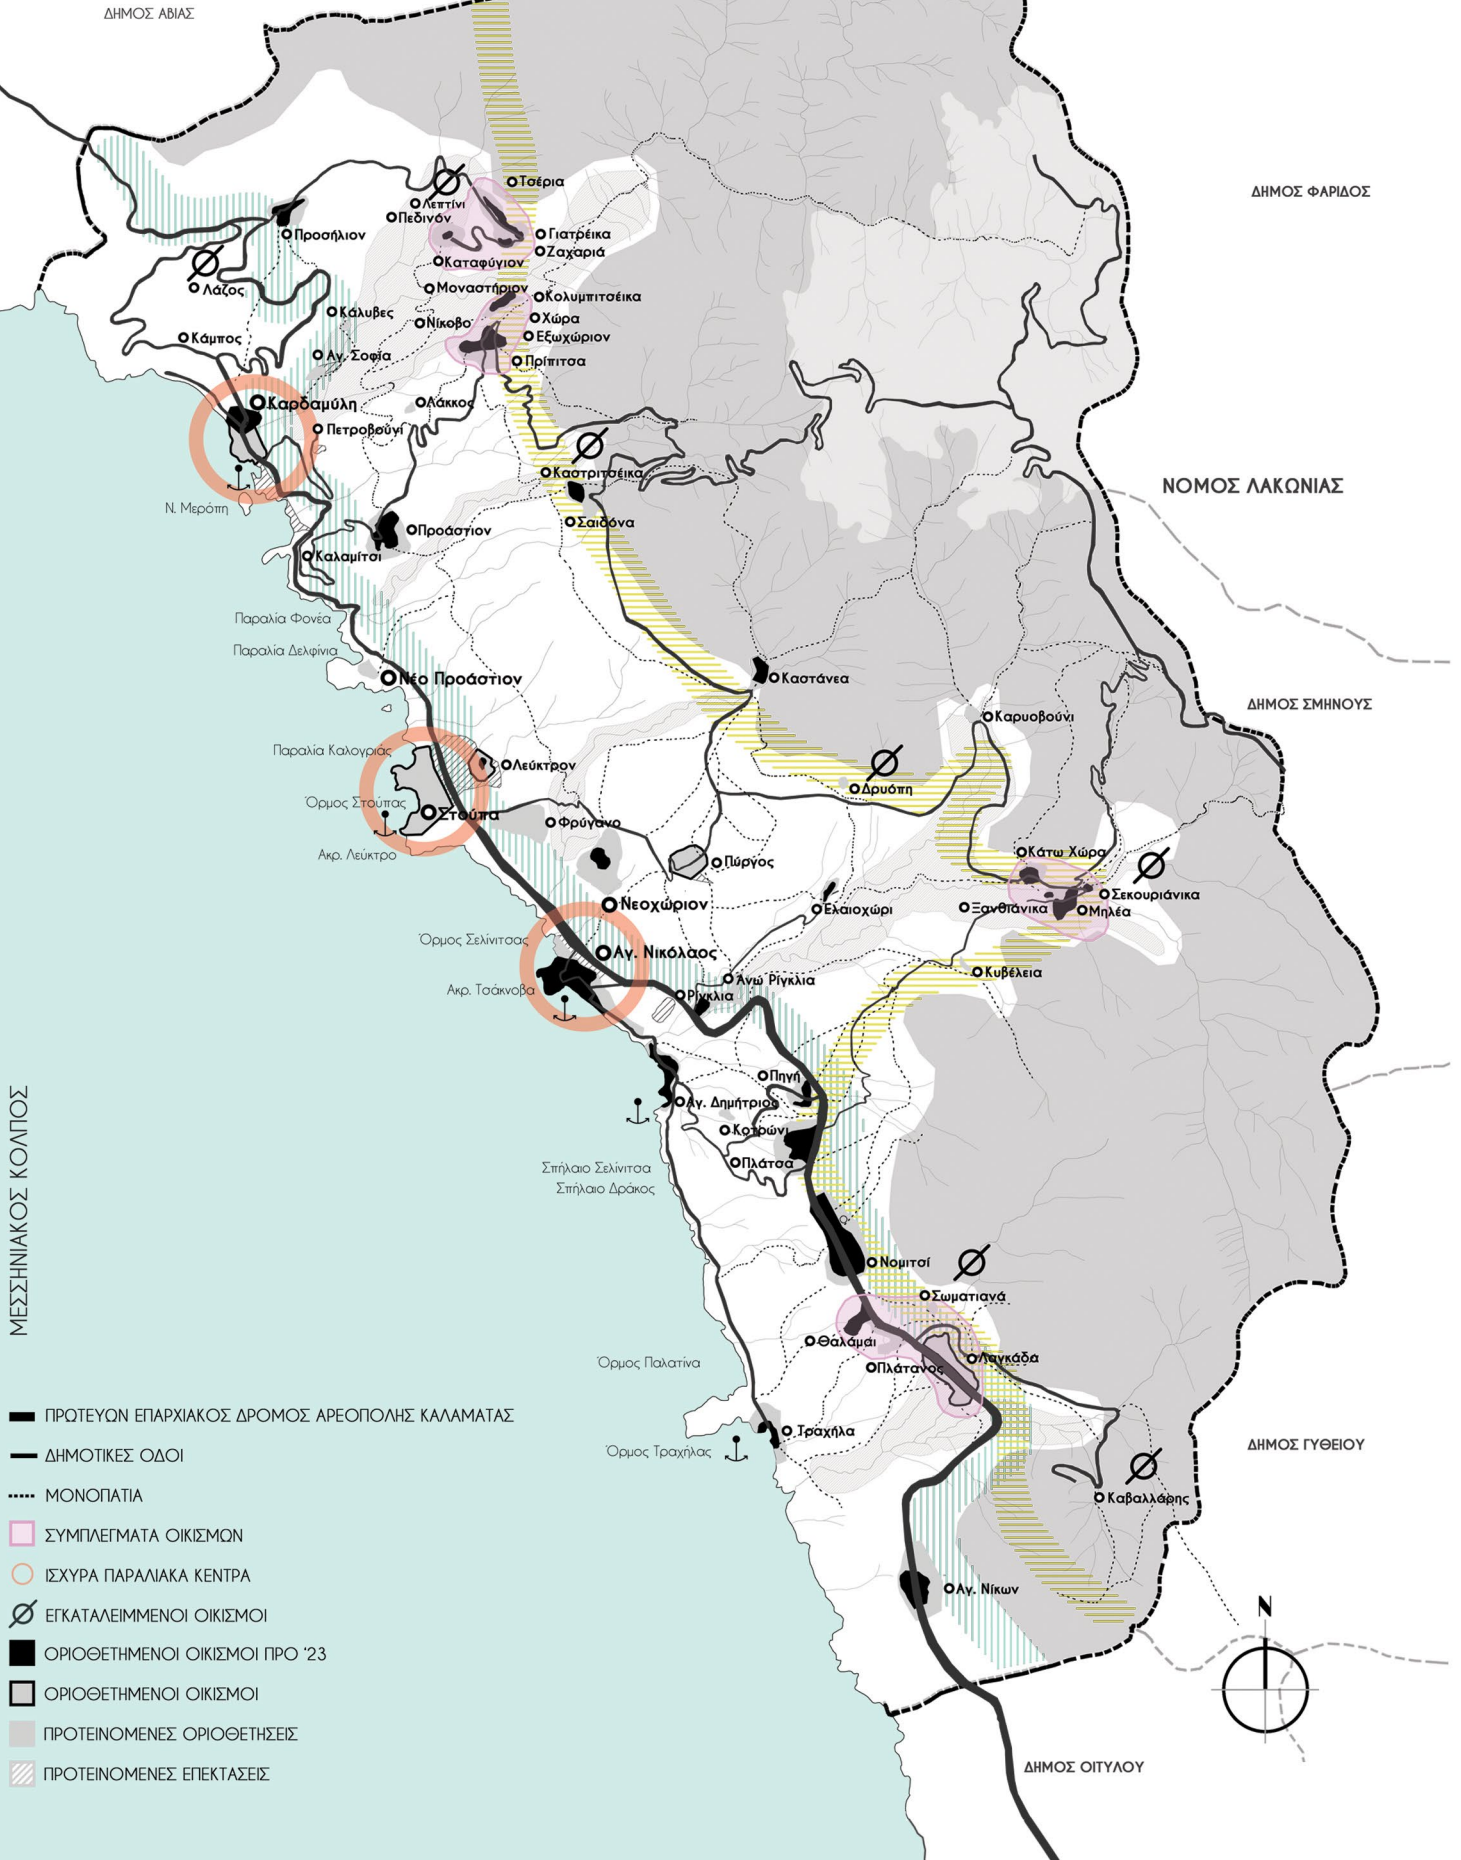 ΔΗΜΟΣ ΑΒΙΑΣ
Τσέρια
ΔΗΜΟΣ ΦΑΡΙΔΟΣ
Λεπτίνι
Πεδινόν
Προσήλιον
Γιατρέικα
Ζαχαριά
Καταφύγιον
Λάζος
Μοναστήριον
Κολυμπιτσέικα
Κάλυβες
Νίκοβο
Χώρα
Κάμπος
Εξωχώριον
Αγ. Σοφία
Πρίπιτσα
Καρδαμύλη
Λάκκος
Πετροβούνι
Καστριτσέικα
ΝΟΜΟΣ ΛΑΚΩΝΙΑΣ
Ν. Μερόπη
Σαιδόνα
Προάστιον
Καλαμίτσι
Παραλία Φονέα
Παραλία Δελφίνια
Νέο Προάστιον
Καστάνεα
ΔΗΜΟΣ ΣΜΗΝΟΥΣ
Καρυοβούνι
Παραλία Καλογριάς
Λεύκτρον
Δρυόπη
Όρμος Στούπας
Στούπα
Φρύγανο
Ακρ. Λεύκτρο
Πύργος
Κάτω Χώρα
Σεκουριάνικα
Νεοχώριον
Ελαιοχώρι
Ξανθιάνικα
Μηλέα
Όρμος Σελίνιτσας
Αγ. Νικόλαος
Κυβέλεια
Άνω Ρίγκλια
Ακρ. Τσάκνοβα
Ρίγκλια
Πηγή
Αγ. Δημήτριος
Κοτρώνι
Πλάτσα
Σπήλαιο Σελίνιτσα
Σπήλαιο Δράκος
ΜΕΣΣΗΝΙΑΚΟΣ ΚΟΛΠΟΣ
Νομιτσί
Σωματιανά
Θαλάμαι
Λαγκάδα
Πλάτανος
Όρμος Παλατίνα
Τραχήλα
Όρμος Τραχήλας
ΔΗΜΟΣ ΓΥΘΕΙΟΥ
Καβαλλάρης
Αγ. Νίκων
N
ΔΗΜΟΣ ΟΙΤΥΛΟΥ
ΠΡΩΤΕΥΩΝ ΕΠΑΡΧΙΑΚΟΣ ΔΡΟΜΟΣ ΑΡΕΟΠΟΛΗΣ ΚΑΛΑΜΑΤΑΣ
ΔΗΜΟΤΙΚΕΣ ΟΔΟΙ
ΜΟΝΟΠΑΤΙΑ
ΣΥΜΠΛΕΓΜΑΤΑ ΟΙΚΙΣΜΩΝ
ΙΣΧΥΡΑ ΠΑΡΑΛΙΑΚΑ ΚΕΝΤΡΑ
ΕΓΚΑΤΑΛΕΙΜΜΕΝΟΙ ΟΙΚΙΣΜΟΙ
ΟΡΙΟΘΕΤΗΜΕΝΟΙ ΟΙΚΙΣΜΟΙ ΠΡΟ '23
ΟΡΙΟΘΕΤΗΜΕΝΟΙ ΟΙΚΙΣΜΟΙ
ΠΡΟΤΕΙΝΟΜΕΝΕΣ ΟΡΙΟΘΕΤΗΣΕΙΣ
ΠΡΟΤΕΙΝΟΜΕΝΕΣ ΕΠΕΚΤΑΣΕΙΣ